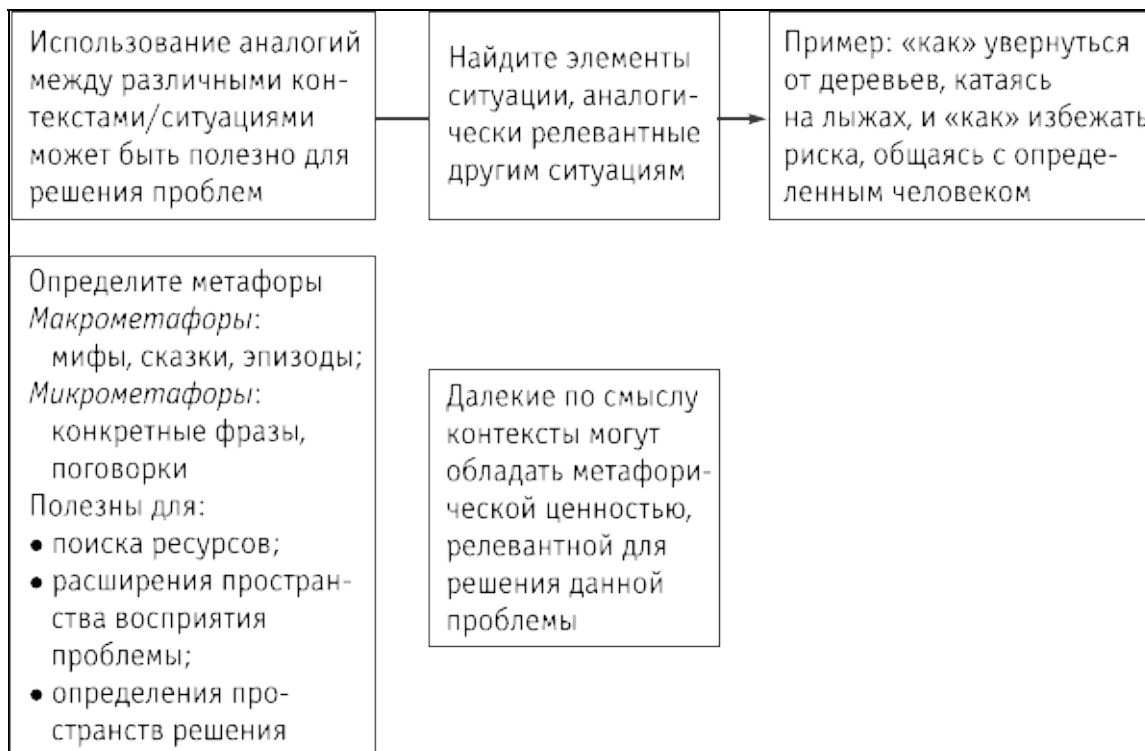 Использование аналогий
между различными кон-
текстами/ситуациями
может быть полезно для
решения проблем
Найдите элементы
ситуации, аналоги-
чески релевантные
другим ситуациям
Пример: «как» увернуться
от деревьев, катаясь
на лыжах, и «как» избежать
риска, общаясь с опреде-
ленным человеком
Определите метафоры
Макрометафоры:
мифы, сказки, эпизоды;
Микрометафоры:
конкретные фразы,
поговорки
Полезны для:
• поиска ресурсов;
• расширения простран-
ства восприятия
проблемы;
• определения про-
странств решения
Далекие по смыслу
контексты могут
обладать метафори-
ческой ценностью,
релевантной для
решения данной
проблемы